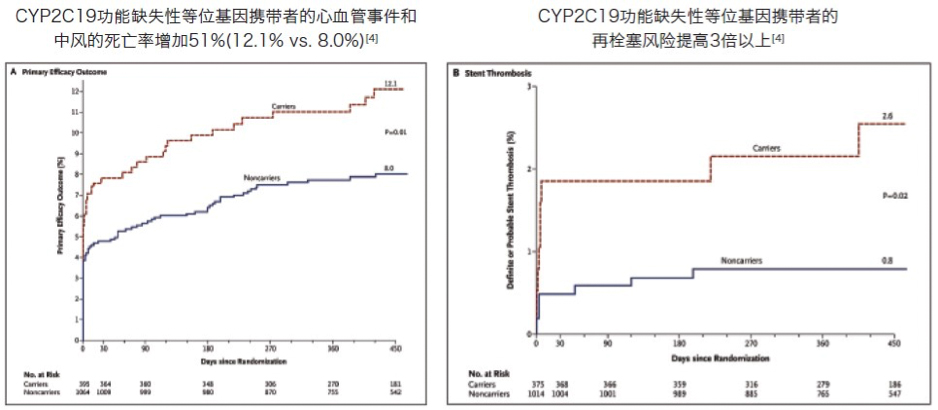 CYP2C19功能缺失性等位基因携带者的心血管事件和
中风的死亡率增加51%(12.1% vs. 8.0%)[4]
A Primary Efficacy Outcome
Primary Efficacy Outcome (%)
12
11
10
9
8
7
6
5
4
3
2
1
0
12.1
Carriers
P=0.01
8.0
Noncarriers
0 30 90 180 270 360 450
Days since Randomization
No. at Risk
Carriers 395 364 360 348 306 270 181
Noncarriers 1064 1009 999 980 870 755 542
CYP2C19功能缺失性等位基因携带者的
再栓塞风险提高3倍以上[4]
B Stent Thrombosis
Definite or Probable Stent Thrombosis (%)
3
2
1
0
2.6
Carriers
P=0.02
Noncarriers
0.8
0 30 90 180 270 360 450
Days since Randomization
No. at Risk
Carriers 375 368 366 359 316 279 186
Noncarriers 1014 1004 1001 989 885 765 547